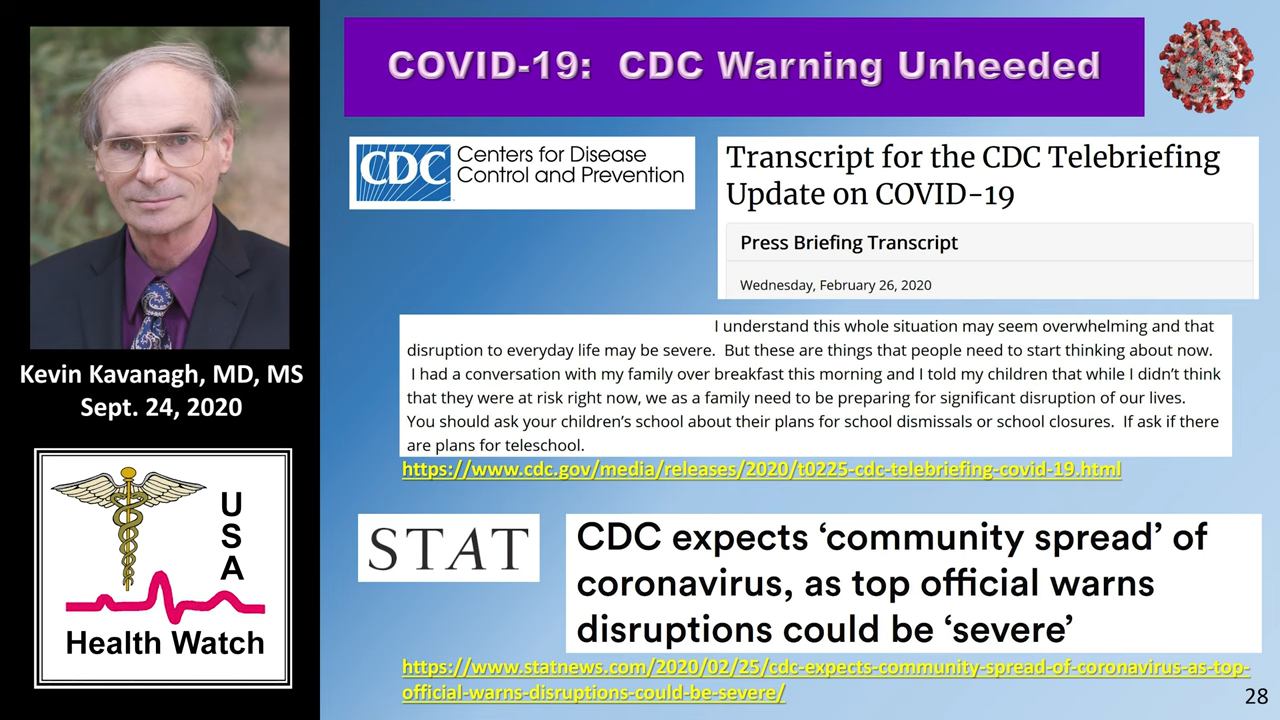 COVID-19: CDC Warning Unheeded
CDC
Centers for Disease
Control and Prevention
Transcript for the CDC Telebriefing
Update on COVID-19
Press Briefing Transcript
Wednesday, February 26, 2020
I understand this whole situation may seem overwhelming and that
disruption to everyday life may be severe. But these are things that people need to start thinking about now.
I had a conversation with my family over breakfast this morning and I told my children that while I didn't think
that they were at risk right now, we as a family need to be preparing for significant disruption of our lives.
You should ask your children's school about their plans for school dismissals or school closures. If ask if there
are plans for teleschool.
https://www.cdc.gov/media/releases/2020/t0225-cdc-telebriefing-covid-19.html
STAT
CDC expects ‘community spread’ of
coronavirus, as top official warns
disruptions could be ‘severe’
https://www.statnews.com/2020/02/25/cdc-expects-community-spread-of-coronavirus-as-top-
official-warns-disruptions-could-be-severe/
28
Kevin Kavanagh, MD, MS
Sept. 24, 2020
U
S
A
Health Watch